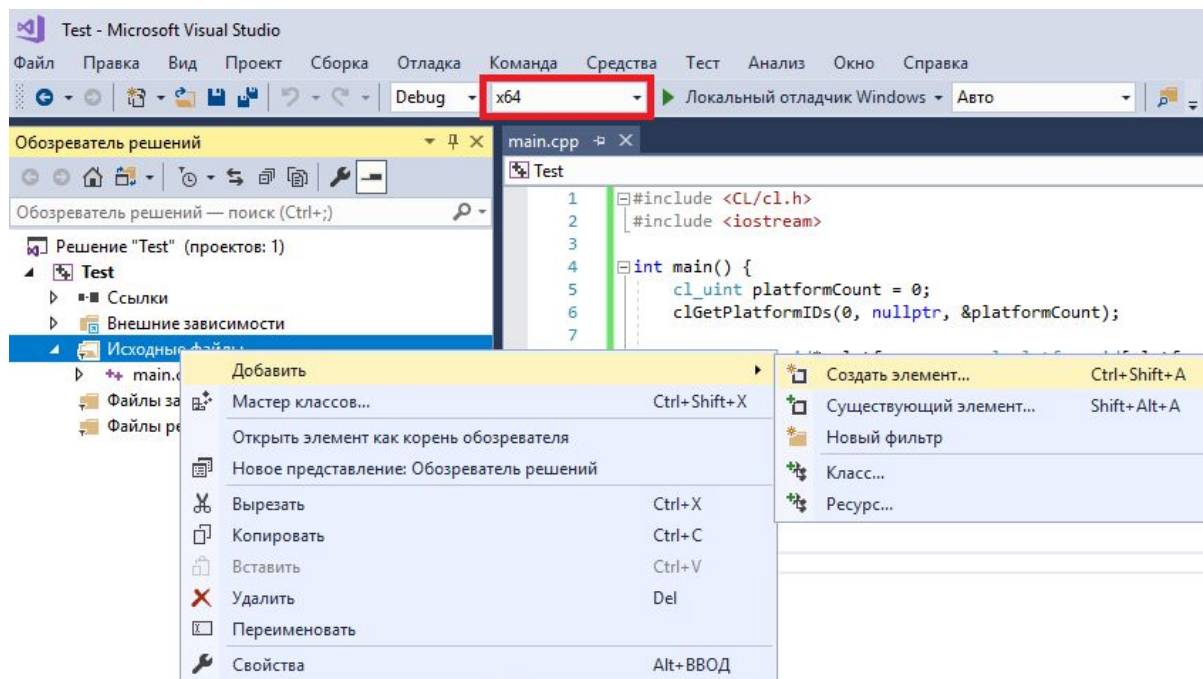 Test - Microsoft Visual Studio
Файл Правка Вид Проект Сборка Отладка Команда Средства Тест Анализ Окно Справка
Debug x64 Локальный отладчик Windows Авто
Обозреватель решений
main.cpp
Test
Обозреватель решений — поиск (Ctrl+;)
Решение "Test" (проектов: 1)
Test
Ссылки
Внешние зависимости
Исходные файлы
main.c
Файлы за
Файлы ре
1 #include <CL/cl.h>
2 #include <iostream>
3
4 int main() {
5 cl_uint platformCount = 0;
6 clGetPlatformIDs(0, nullptr, &platformCount);
7
Добавить
Мастер классов... Ctrl+Shift+X
Открыть элемент как корень обозревателя
Новое представление: Обозреватель решений
Вырезать Ctrl+X
Копировать Ctrl+C
Вставить Ctrl+V
Удалить Del
Переименовать
Свойства Alt+ВВОД
Создать элемент... Ctrl+Shift+A
Существующий элемент... Shift+Alt+A
Новый фильтр
Класс...
Ресурс...